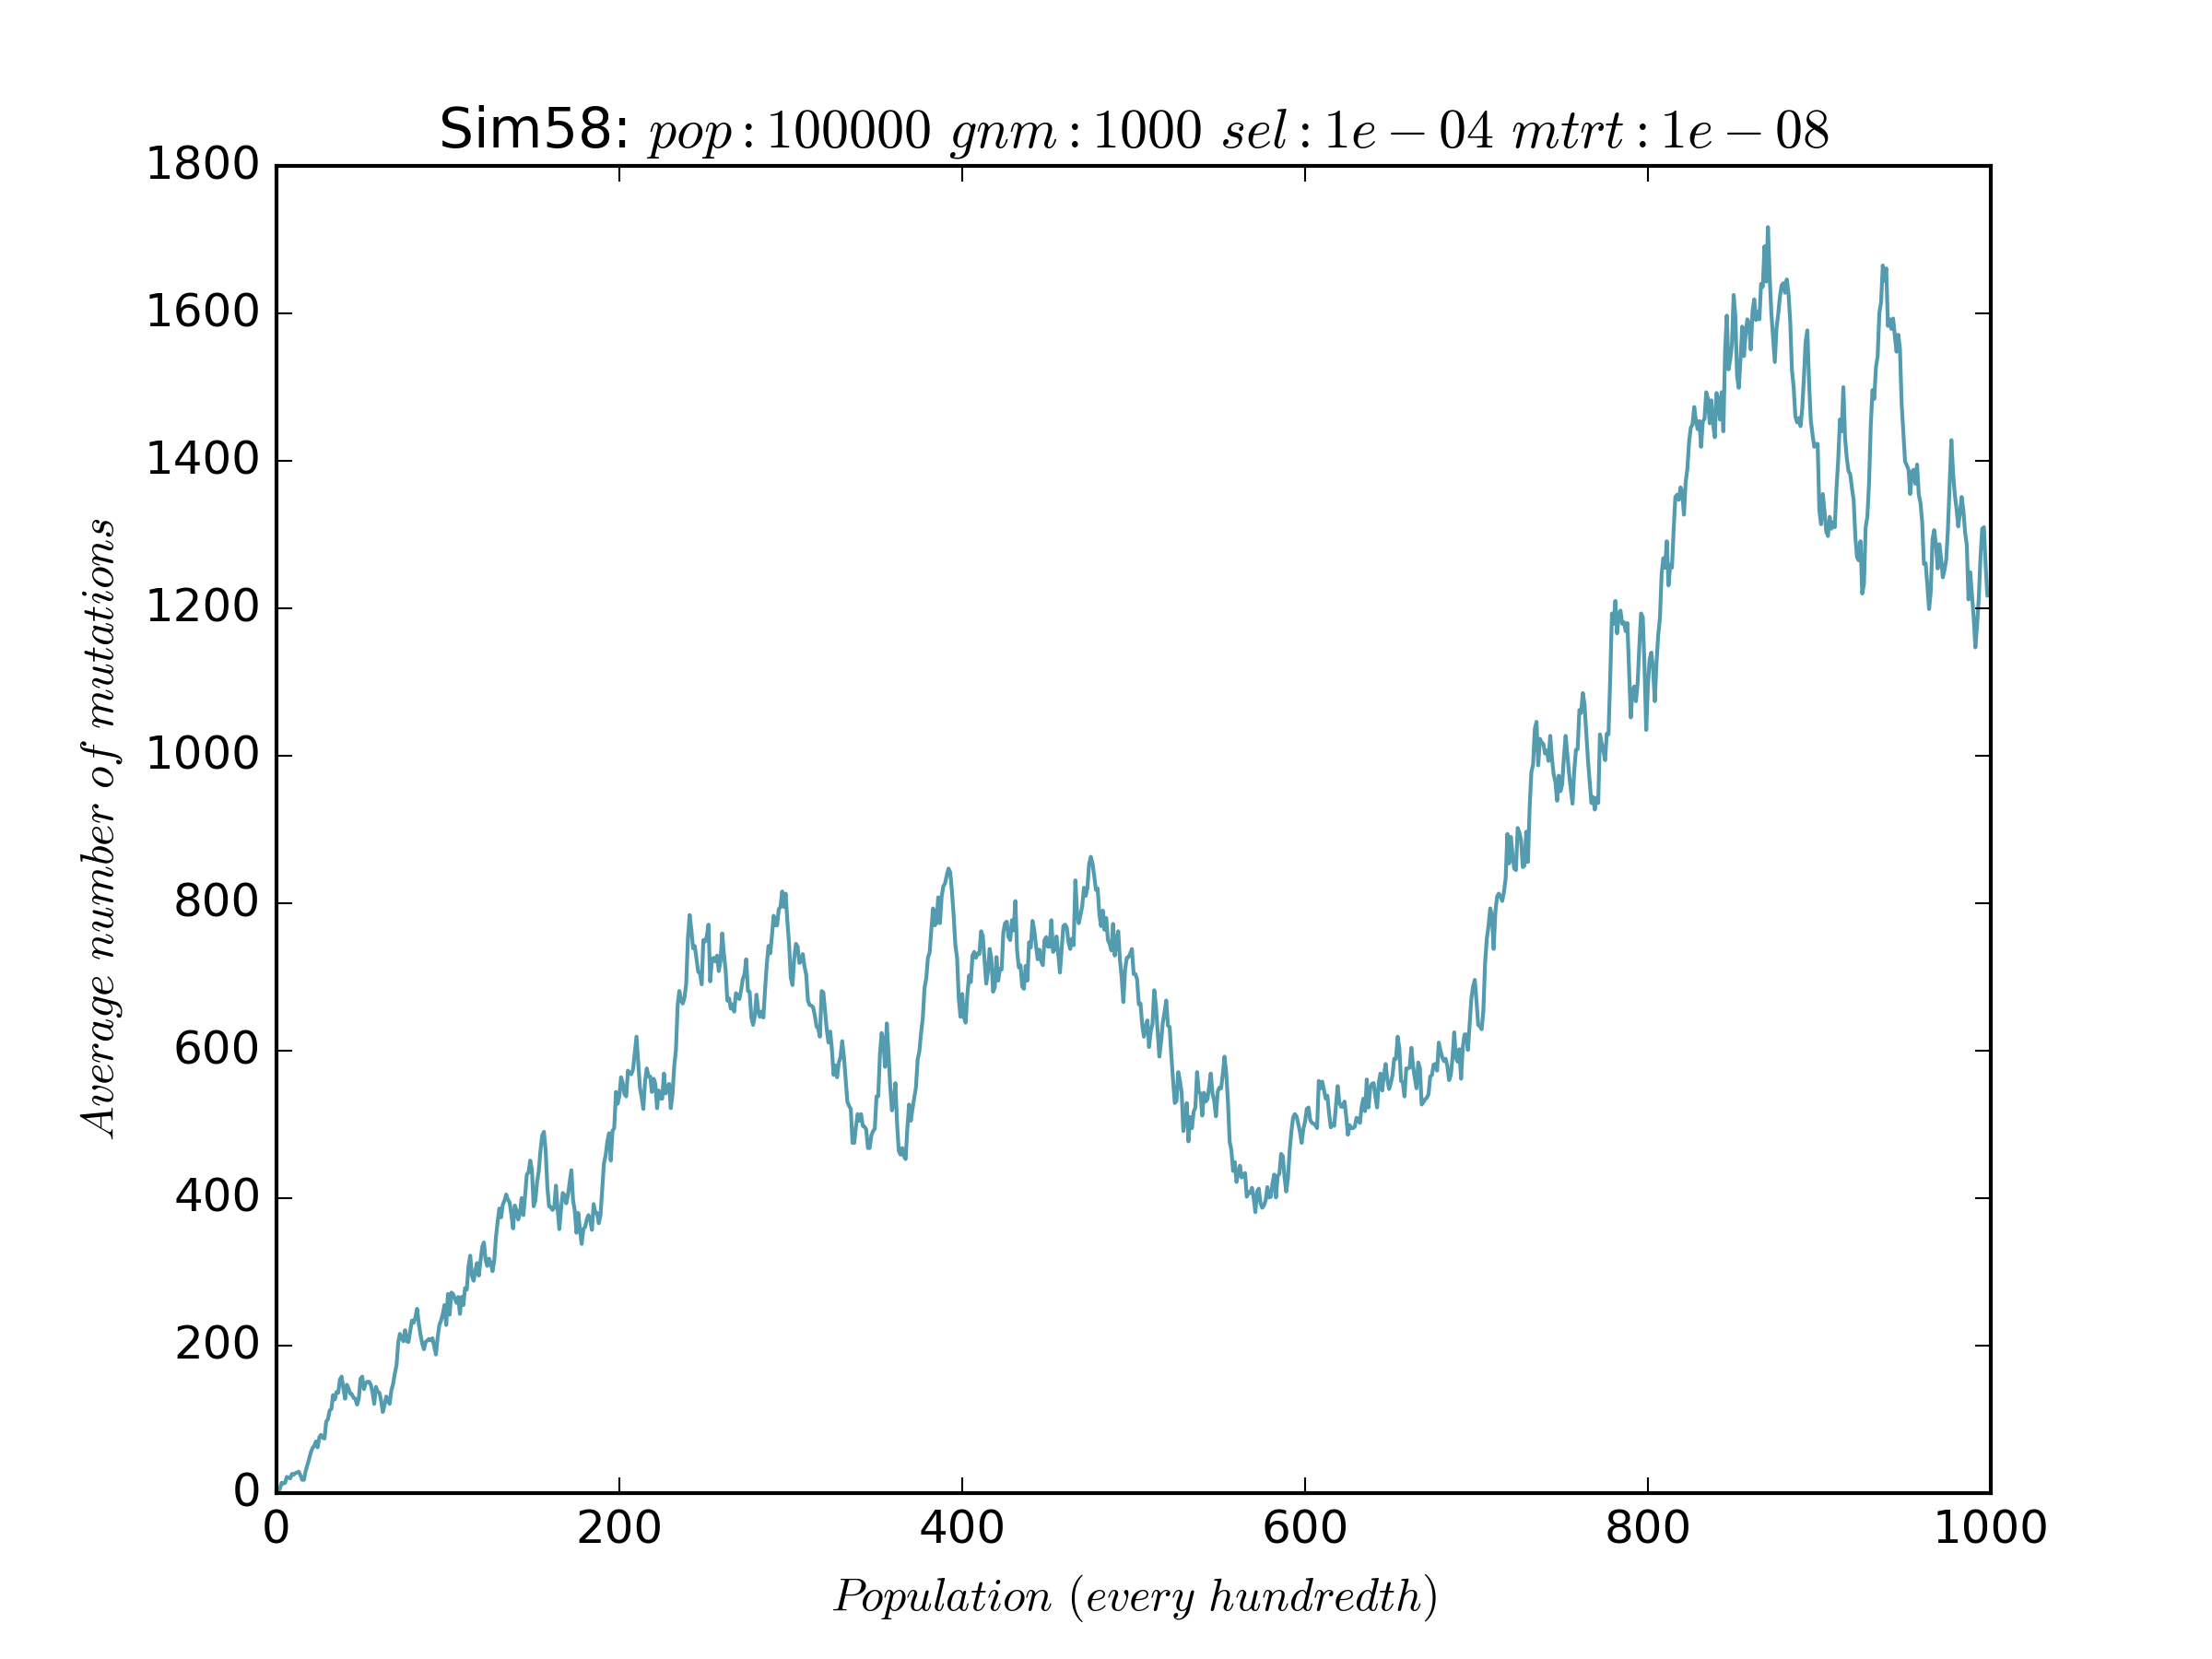 Sim58: pop : 100000 gnm : 1000 sel : 1e − 04 mtrt : 1e − 08
1800
1600
1400
1200
1000
800
600
400
200
0
Average number of mutations
0 200 400 600 800 1000
Population (every hundredth)